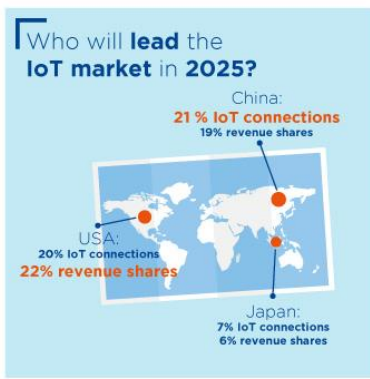 Who will lead the
IoT market in 2025?
China:
21 % IoT connections
19% revenue shares
USA:
20% IoT connections
22% revenue shares
Japan:
7% IoT connections
6% revenue shares